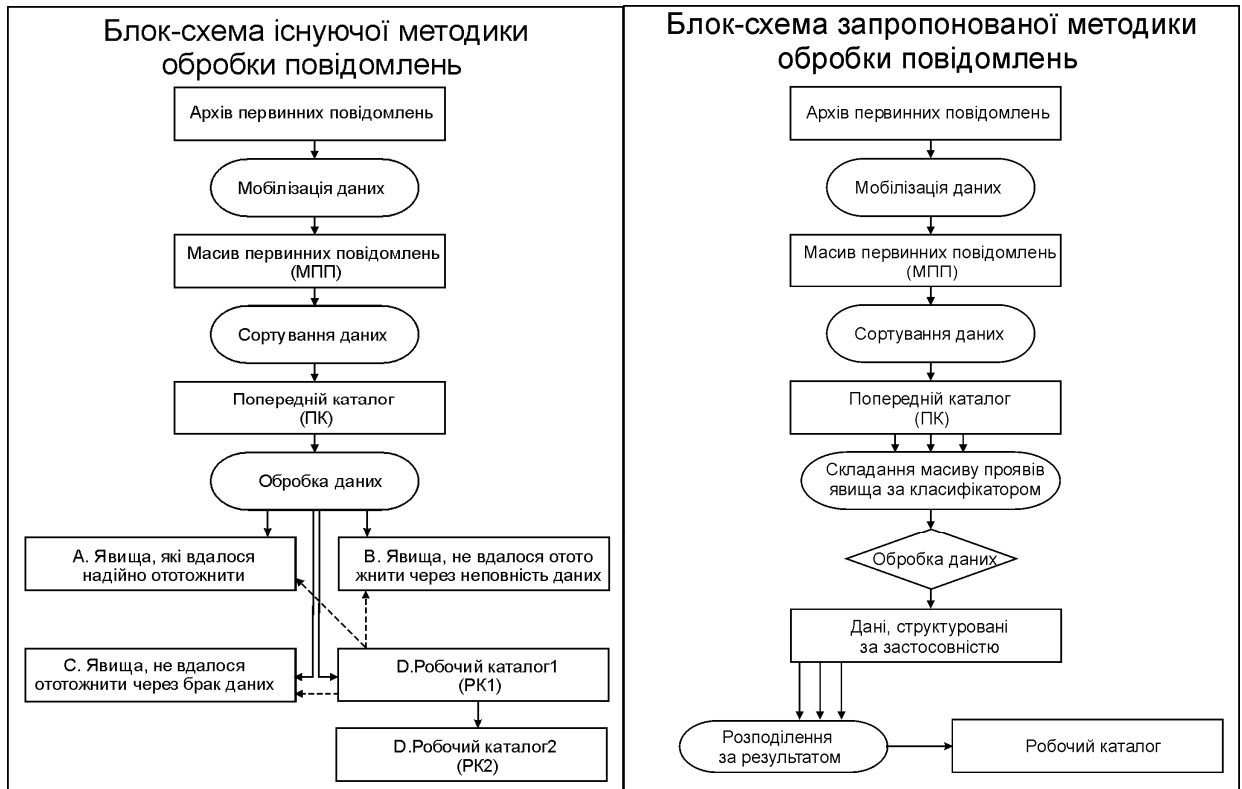 Блок-схема існуючої методики
обробки повідомлень
Архів первинних повідомлень
Мобілізація даних
Масив первинних повідомлень
(МПП)
Сортування даних
Попередній каталог
(ПК)
Обробка даних
А. Явища, які вдалося
надійно ототожнити
В. Явища, не вдалося отото
жнити через неповність даних
С. Явища, не вдалося
ототожнити через брак даних
D.Робочий каталог1
(РК1)
D.Робочий каталог2
(РК2)
Блок-схема запропонованої методики
обробки повідомлень
Архів первинних повідомлень
Мобілізація даних
Масив первинних повідомлень
(МПП)
Сортування даних
Попередній каталог
(ПК)
Складання масиву проявів
явища за класифікатором
Обробка даних
Дані, структуровані
за застосовністю
Розподілення
за результатом
Робочий каталог